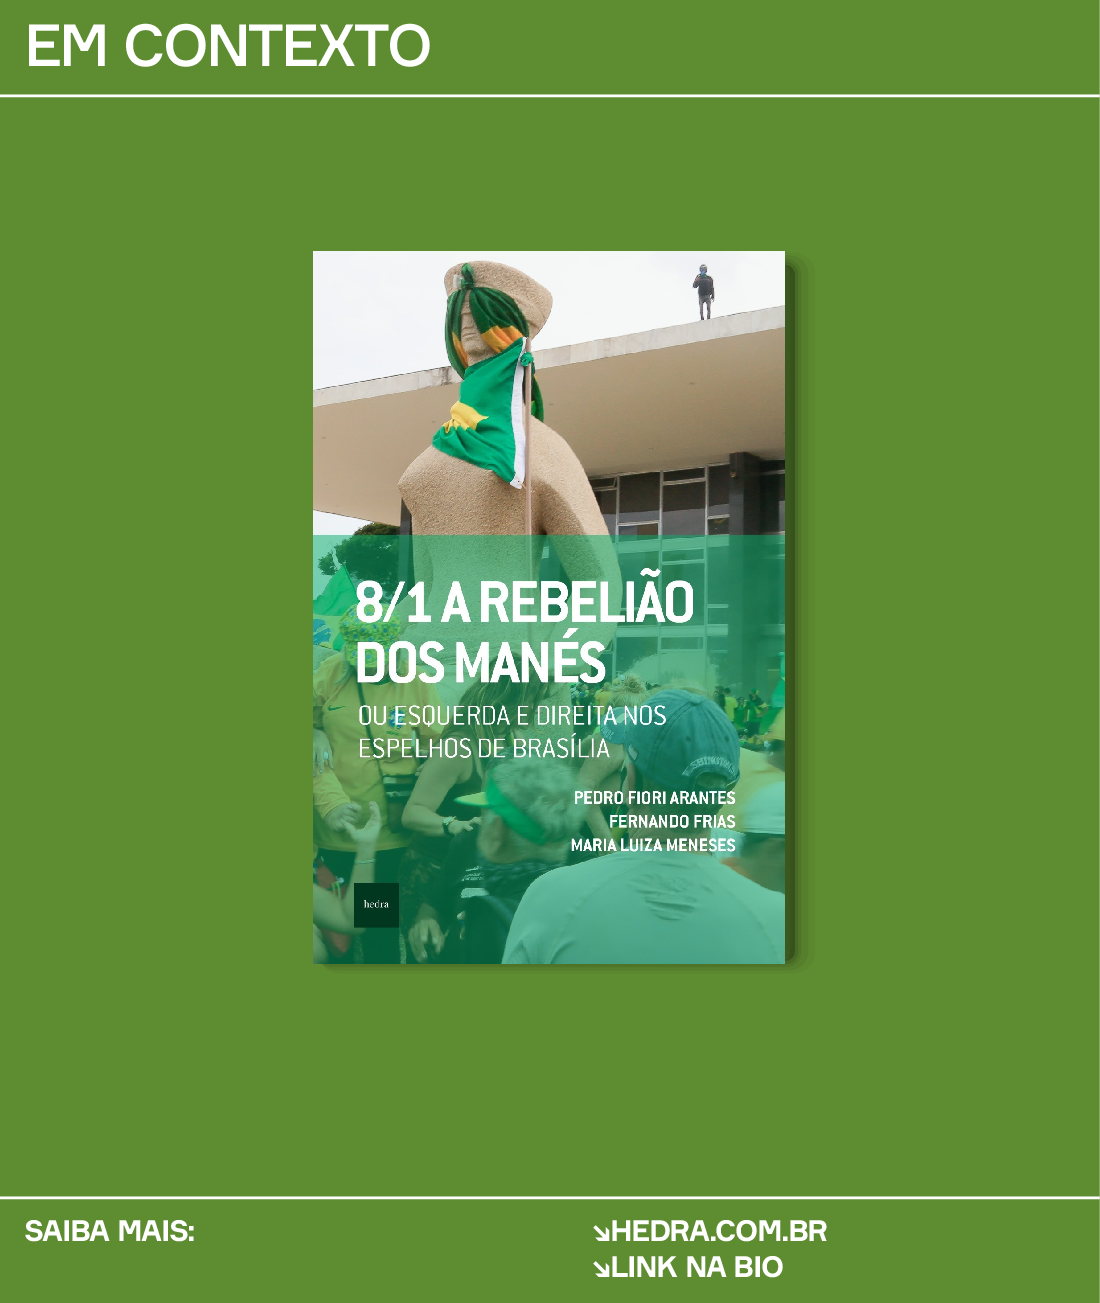 EM CONTEXTO
8/1 A REBELIÃO
DOS MANÉS
OU ESQUERDA E DIREITA NOS
ESPELHOS DE BRASÍLIA
PEDRO FIORI ARANTES
FERNANDO FRIAS
MARIA LUIZA MENESES
hedra
SAIBA MAIS:
↘HEDRA.COM.BR
↘LINK NA BIO